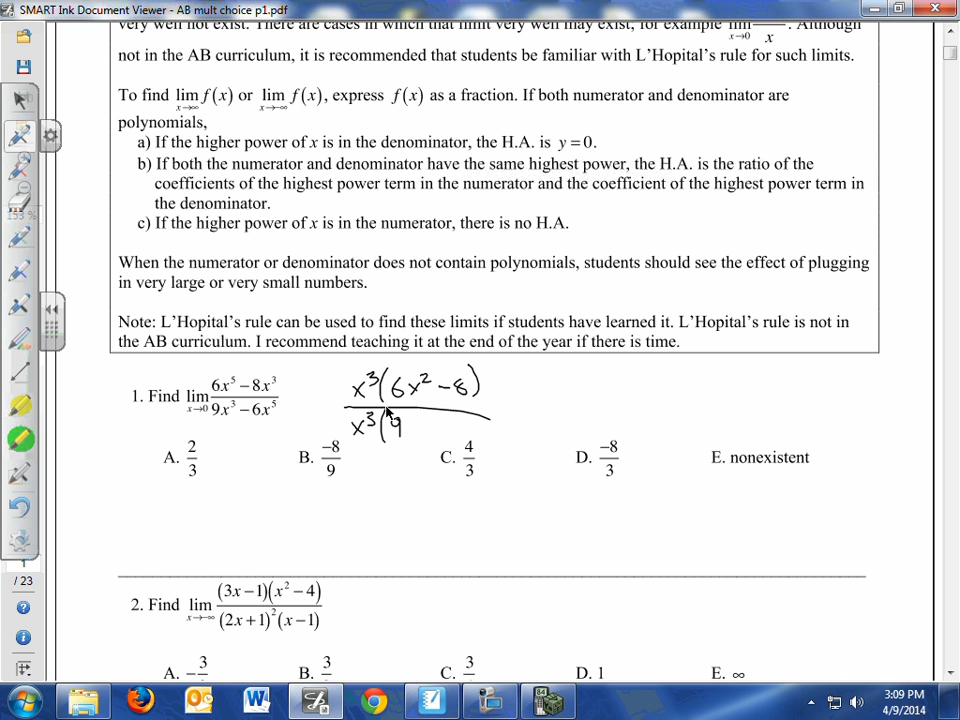 SMART Ink Document Viewer - AB mult choice p1.pdf
very well not exist. There are cases in which that limit very well may exist, for example lim x→0 x . Although
not in the AB curriculum, it is recommended that students be familiar with L'Hopital's rule for such limits.
To find lim x→∞ f(x) or lim x→−∞ f(x), express f(x) as a fraction. If both numerator and denominator are
polynomials,
a) If the higher power of x is in the denominator, the H.A. is y = 0.
b) If both the numerator and denominator have the same highest power, the H.A. is the ratio of the
coefficients of the highest power term in the numerator and the coefficient of the highest power term in
the denominator.
c) If the higher power of x is in the numerator, there is no H.A.
When the numerator or denominator does not contain polynomials, students should see the effect of plugging
in very large or very small numbers.
Note: L'Hopital's rule can be used to find these limits if students have learned it. L'Hopital's rule is not in
the AB curriculum. I recommend teaching it at the end of the year if there is time.
1. Find lim x→0 (6x⁵ − 8x³)/(9x³ − 6x⁵)
x³(6x² − 8)
x³(9
A. 2/3 B. −8/9 C. 4/3 D. −8/3 E. nonexistent
2. Find lim x→−∞ (3x − 1)(x² − 4)/(2x + 1)²(x − 1)
A. −3 B. 3 C. 3 D. 1 E. ∞
153 %
1
/ 23
3:09 PM
4/9/2014